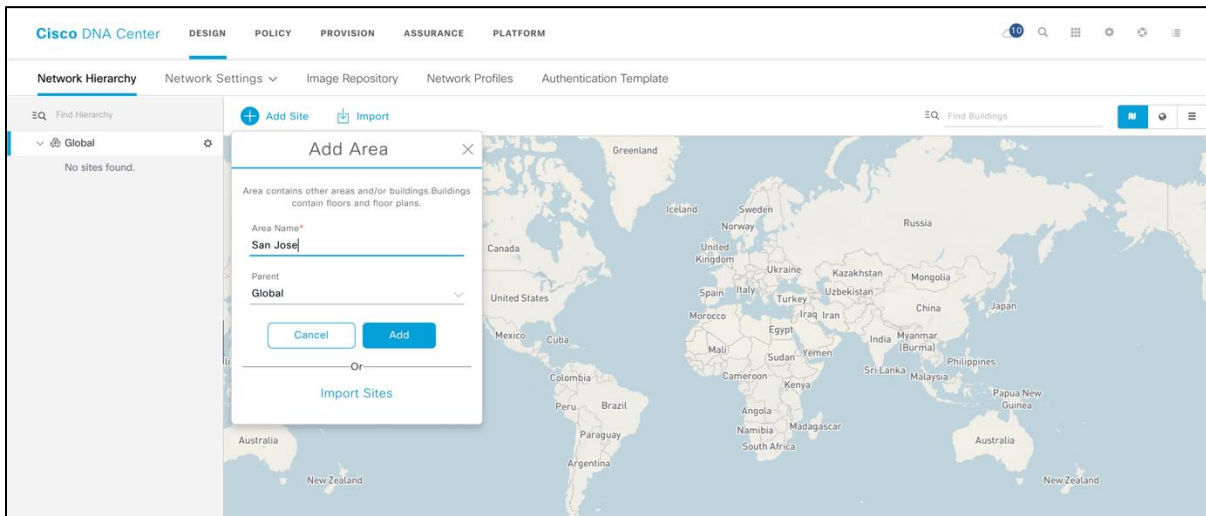 Cisco DNA Center DESIGN POLICY PROVISION ASSURANCE PLATFORM 10
Network Hierarchy Network Settings Image Repository Network Profiles Authentication Template
Find Hierarchy Add Site Import Find Buildings
Global
No sites found.
Add Area
Area contains other areas and/or buildings.Buildings
contain floors and floor plans.
Area Name*
San Jose
Parent
Global
Cancel Add
Or
Import Sites
Greenland
Iceland Sweden
Norway Russia
Canada United
Kingdom
Ukraine Kazakhstan Mongolia
United States Spain Italy Turkey Uzbekistan
China Japan
Morocco Iraq Iran
Mexico Cuba Egypt India Myanmar
(Burma)
Mali Sudan Yemen Philippines
Sri Lanka Malaysia
Colombia Cameroon Kenya
Papua New
Guinea
Peru Brazil Angola
Namibia Madagascar
Australia Paraguay South Africa Australia
Argentina
New Zealand New Zealand